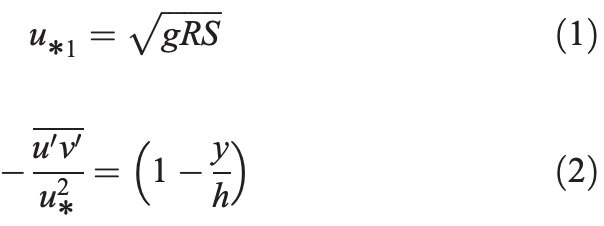 $u_{*1} = \sqrt{gRS}$ (1)
$-\frac{\overline{u'v'}}{u_*^2} = \left(1 - \frac{y}{h}\right)$ (2)